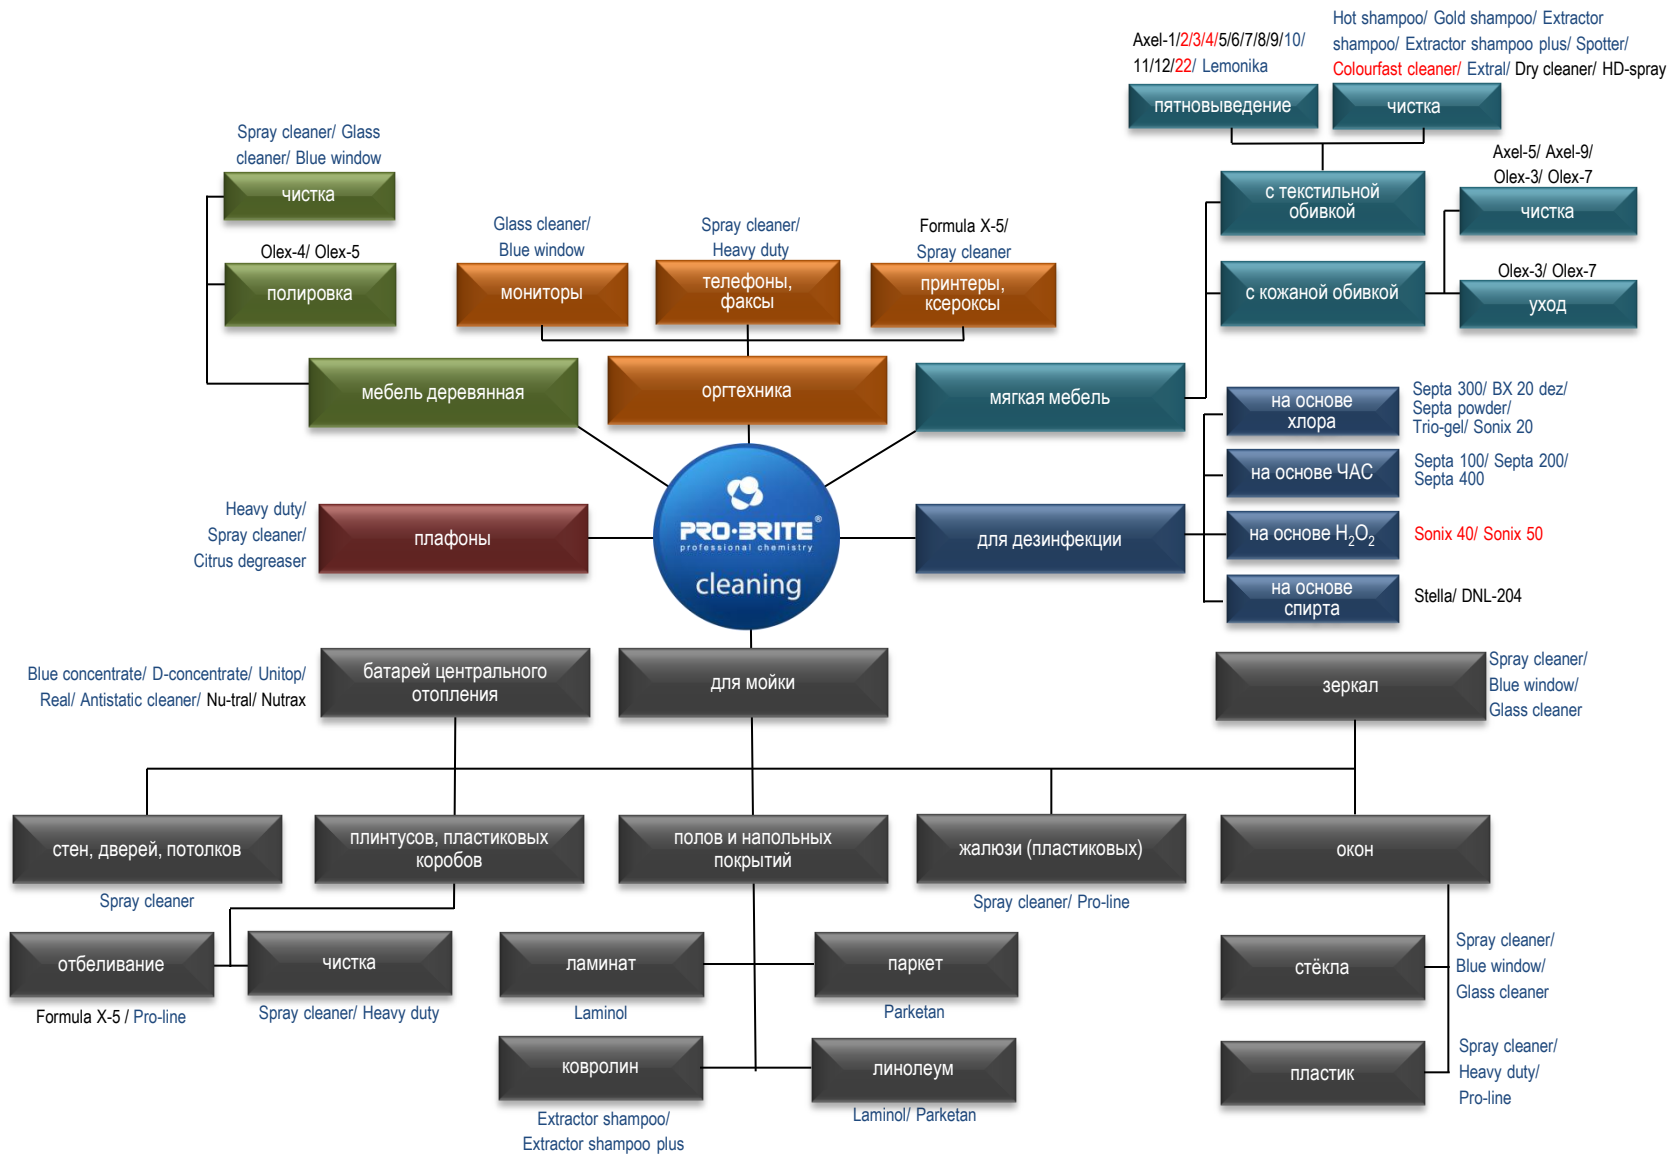 Axel-1/2/3/4/5/6/7/8/9/10/
11/12/22/ Lemonika
пятновыведение
Hot shampoo/ Gold shampoo/ Extractor
shampoo/ Extractor shampoo plus/ Spotter/
Colourfast cleaner/ Extral/ Dry cleaner/ HD-spray
чистка
Spray cleaner/ Glass
cleaner/ Blue window
чистка
Olex-4/ Olex-5
полировка
Glass cleaner/
Blue window
мониторы
Spray cleaner/
Heavy duty
телефоны,
факсы
Formula X-5/
Spray cleaner
принтеры,
ксероксы
с текстильной
обивкой
с кожаной обивкой
Axel-5/ Axel-9/
Olex-3/ Olex-7
чистка
Olex-3/ Olex-7
уход
мебель деревянная
оргтехника
мягкая мебель
на основе
хлора
Septa 300/ BX 20 dez/
Septa powder/
Trio-gel/ Sonix 20
на основе ЧАС
Septa 100/ Septa 200/
Septa 400
на основе H₂O₂
Sonix 40/ Sonix 50
на основе
спирта
Stella/ DNL-204
Heavy duty/
Spray cleaner/
Citrus degreaser
плафоны
PRO-BRITE®
professional chemistry
cleaning
для дезинфекции
Blue concentrate/ D-concentrate/ Unitop/
Real/ Antistatic cleaner/ Nu-tral/ Nutrax
батарей центрального
отопления
для мойки
зеркал
Spray cleaner/
Blue window/
Glass cleaner
стен, дверей, потолков
Spray cleaner
плинтусов, пластиковых
коробов
полов и напольных
покрытий
жалюзи (пластиковых)
Spray cleaner/ Pro-line
окон
отбеливание
Formula X-5 / Pro-line
чистка
Spray cleaner/ Heavy duty
ламинат
Laminol
паркет
Parketan
ковролин
Extractor shampoo/
Extractor shampoo plus
линолеум
Laminol/ Parketan
стёкла
Spray cleaner/
Blue window/
Glass cleaner
пластик
Spray cleaner/
Heavy duty/
Pro-line